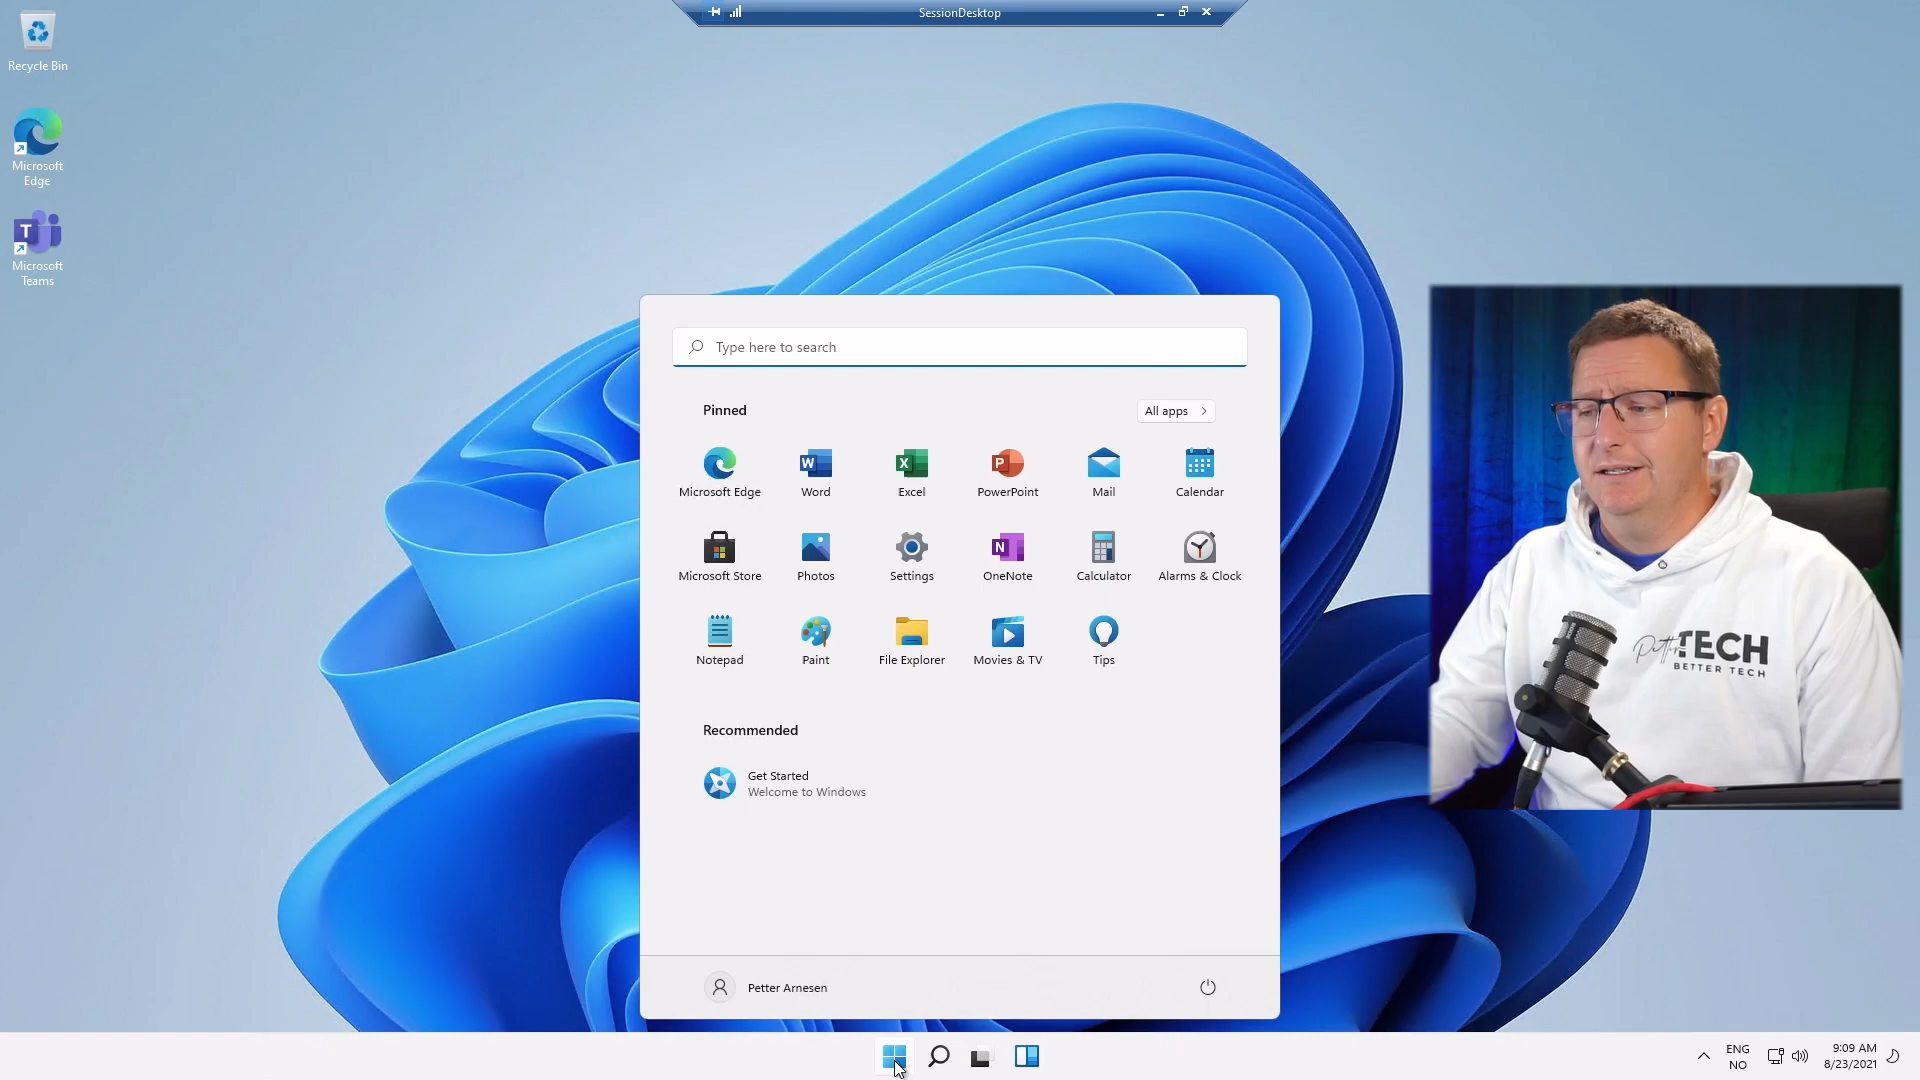 SessionDesktop
Recycle Bin
Microsoft
Edge
Microsoft
Teams
Type here to search
Pinned
All apps
Microsoft Edge
Word
Excel
PowerPoint
Mail
Calendar
Microsoft Store
Photos
Settings
OneNote
Calculator
Alarms & Clock
Notepad
Paint
File Explorer
Movies & TV
Tips
Recommended
Get Started
Welcome to Windows
Petter Arnesen
Petter TECH
BETTER TECH
ENG
NO
9:09 AM
8/23/2021